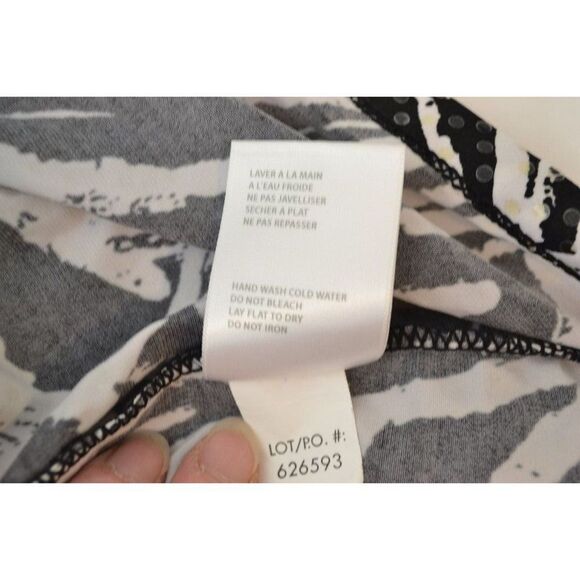 LAVER A LA MAIN
A L'EAU FROIDE
NE PAS JAVELLISER
SECHER A PLAT
NE PAS REPASSER
HAND WASH COLD WATER
DO NOT BLEACH
LAY FLAT TO DRY
DO NOT IRON
LOT/P.O. #:
626593